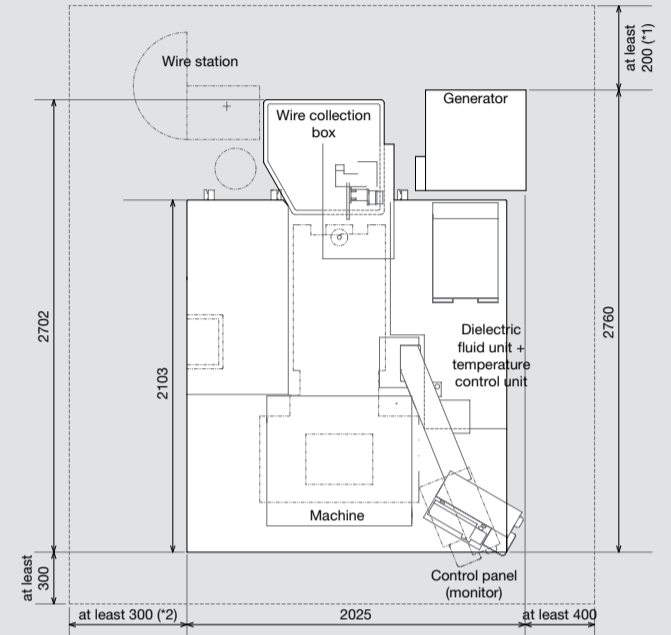 at least
200 (*1)
Wire station
Generator
Wire collection
box
2702
2103
2760
Dielectric
fluid unit +
temperature
control unit
Machine
at least
300
Control panel
(monitor)
at least 300 (*2)
2025
at least 400